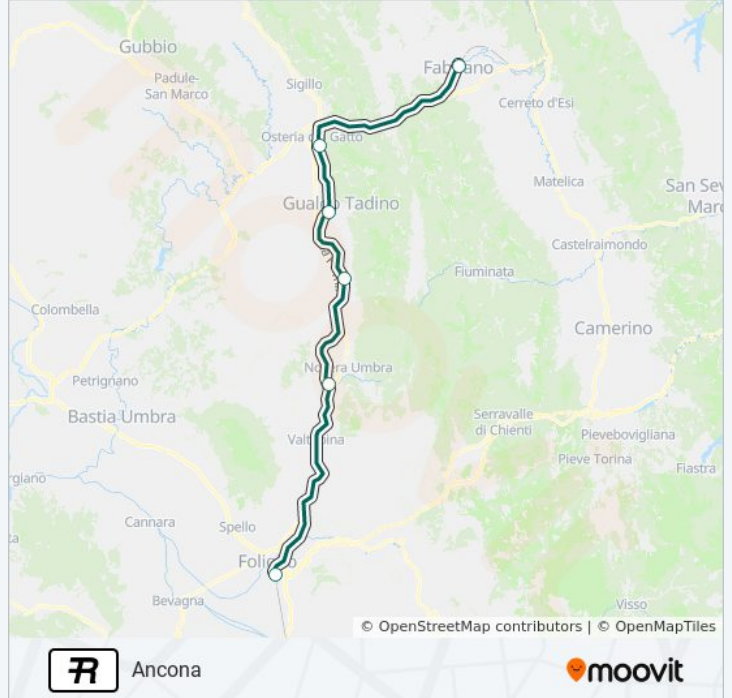 Gubbio
Padule-
San Marco
Sigillo
Fabriano
Cerreto d'Esi
Osteria del Gatto
Matelica
San Sev
Marc
Gualdo Tadino
Castelraimondo
Fiuminata
Colombella
Camerino
Nocera Umbra
Petrignano
Bastia Umbra
Serravalle
di Chienti
Pievebovigliana
Valtopina
Pieve Torina
Fiastra
rgiano
Cannara
Spello
ta
Foligno
Bevagna
Visso
© OpenStreetMap contributors | © OpenMapTiles
R Ancona
moovit